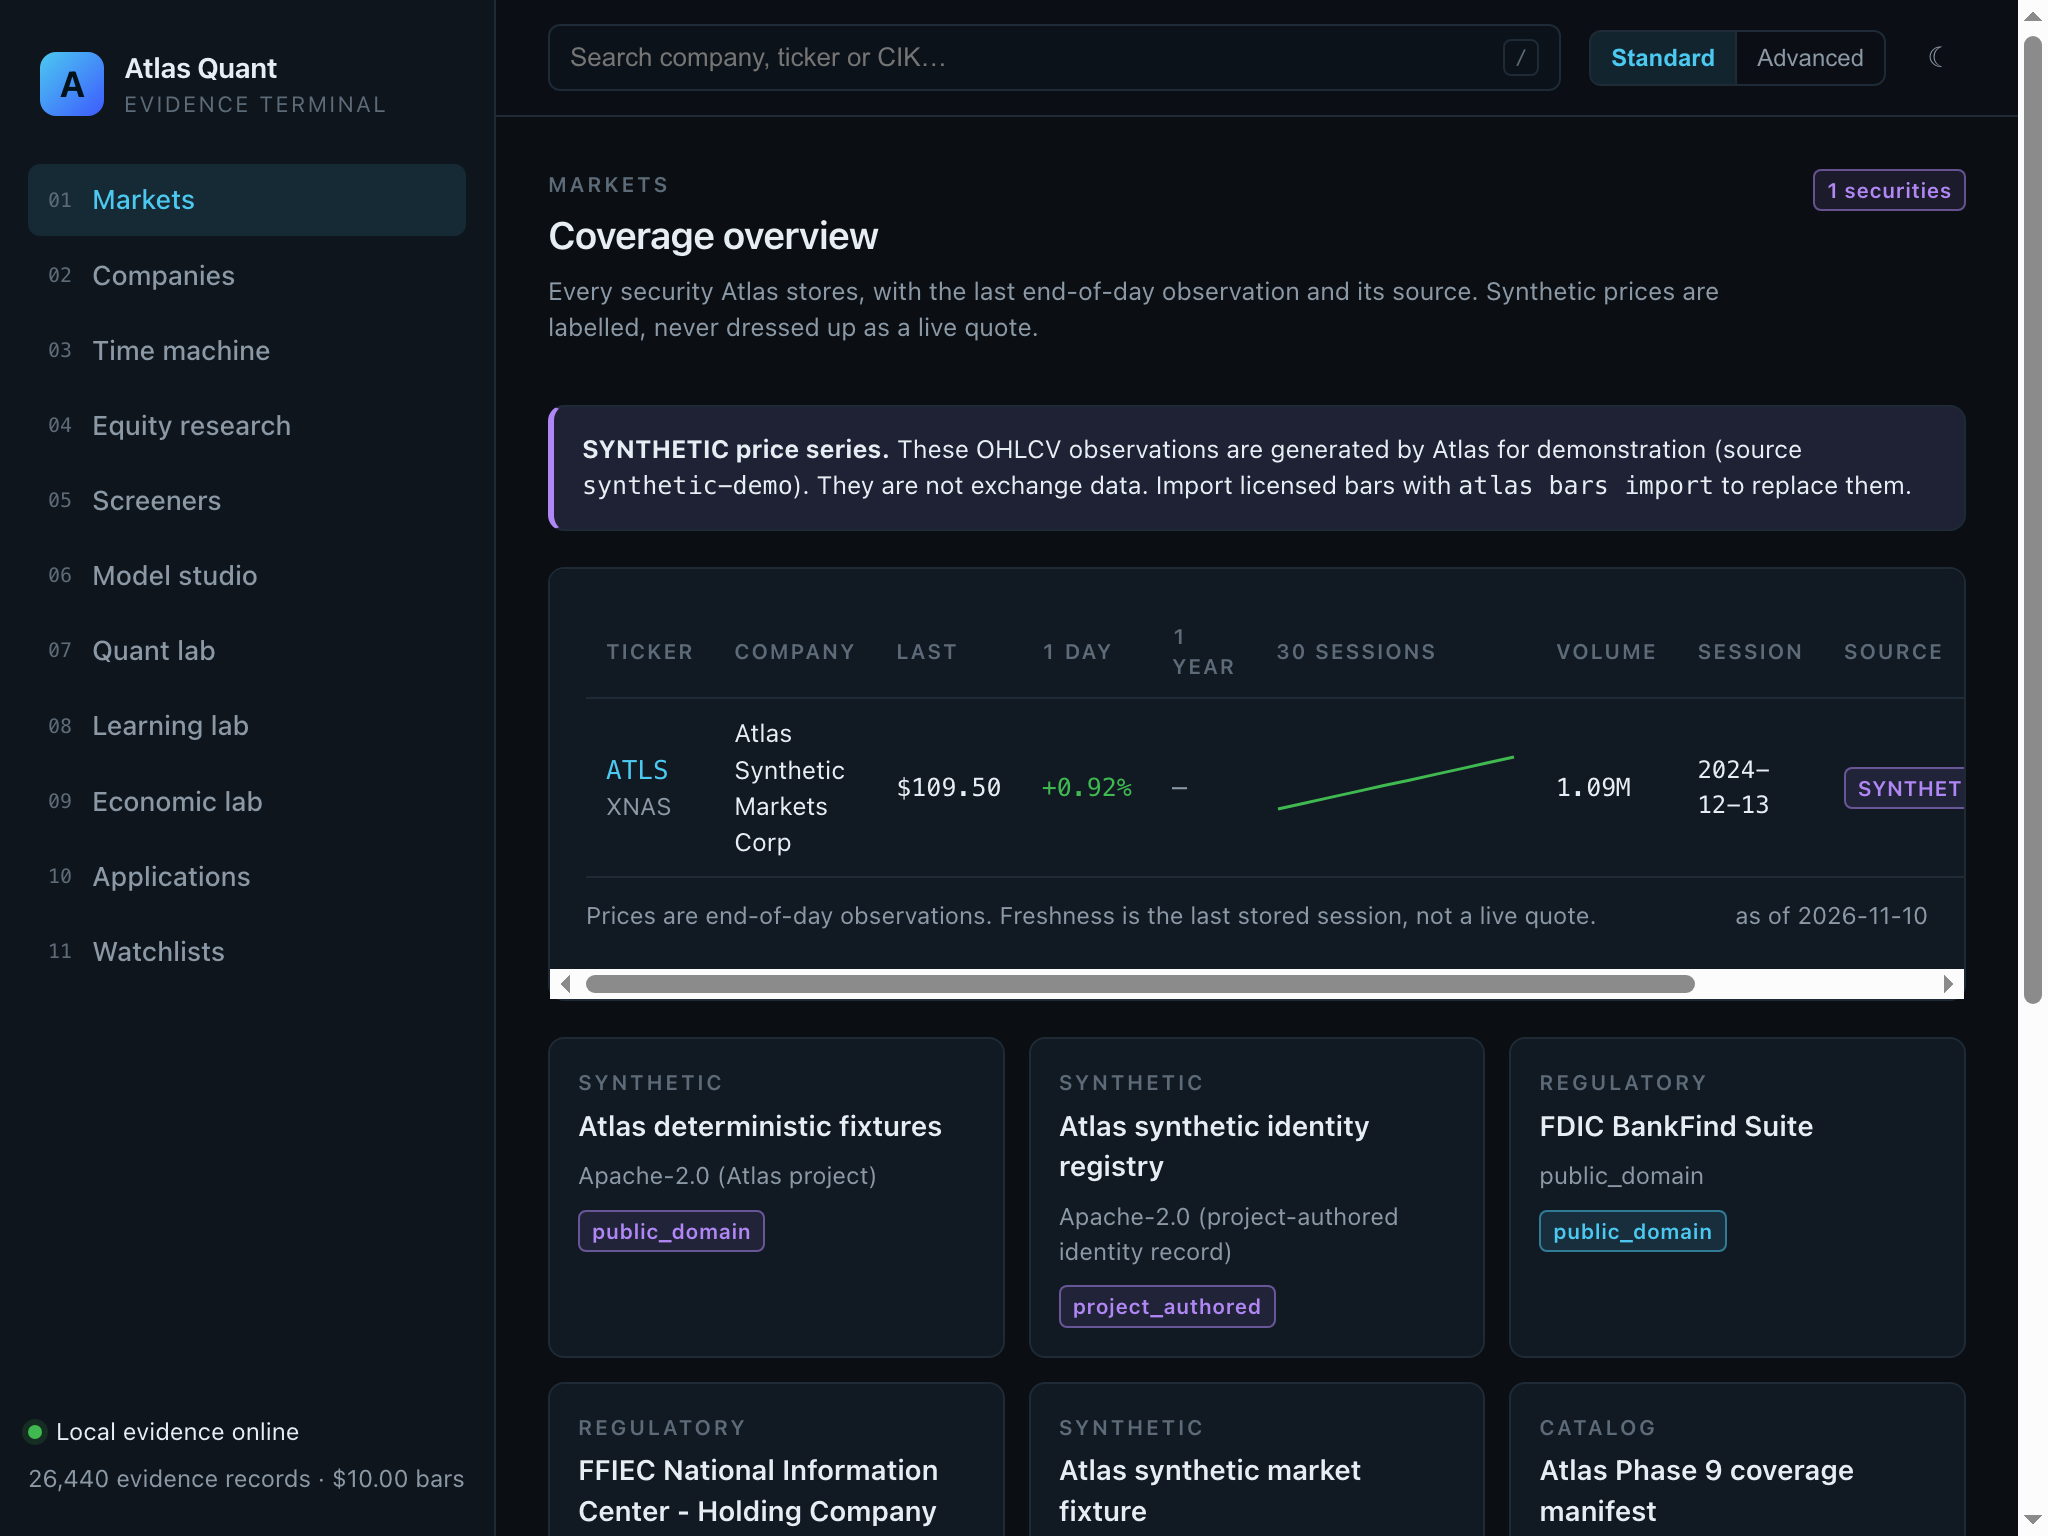 A
Atlas Quant
EVIDENCE TERMINAL
01 Markets
02 Companies
03 Time machine
04 Equity research
05 Screeners
06 Model studio
07 Quant lab
08 Learning lab
09 Economic lab
10 Applications
11 Watchlists
Local evidence online
26,440 evidence records · $10.00 bars
Search company, ticker or CIK…
/
Standard
Advanced
MARKETS
1 securities
Coverage overview
Every security Atlas stores, with the last end-of-day observation and its source. Synthetic prices are
labelled, never dressed up as a live quote.
SYNTHETIC price series. These OHLCV observations are generated by Atlas for demonstration (source
synthetic-demo). They are not exchange data. Import licensed bars with atlas bars import to replace them.
TICKER COMPANY LAST 1 DAY 1 YEAR 30 SESSIONS VOLUME SESSION SOURCE
ATLS
XNAS
Atlas
Synthetic
Markets
Corp
$109.50
+0.92%
—
1.09M
2024-
12-13
SYNTHET
Prices are end-of-day observations. Freshness is the last stored session, not a live quote.
as of 2026-11-10
SYNTHETIC
Atlas deterministic fixtures
Apache-2.0 (Atlas project)
public_domain
SYNTHETIC
Atlas synthetic identity
registry
Apache-2.0 (project-authored
identity record)
project_authored
REGULATORY
FDIC BankFind Suite
public_domain
public_domain
REGULATORY
FFIEC National Information
Center - Holding Company
SYNTHETIC
Atlas synthetic market
fixture
CATALOG
Atlas Phase 9 coverage
manifest